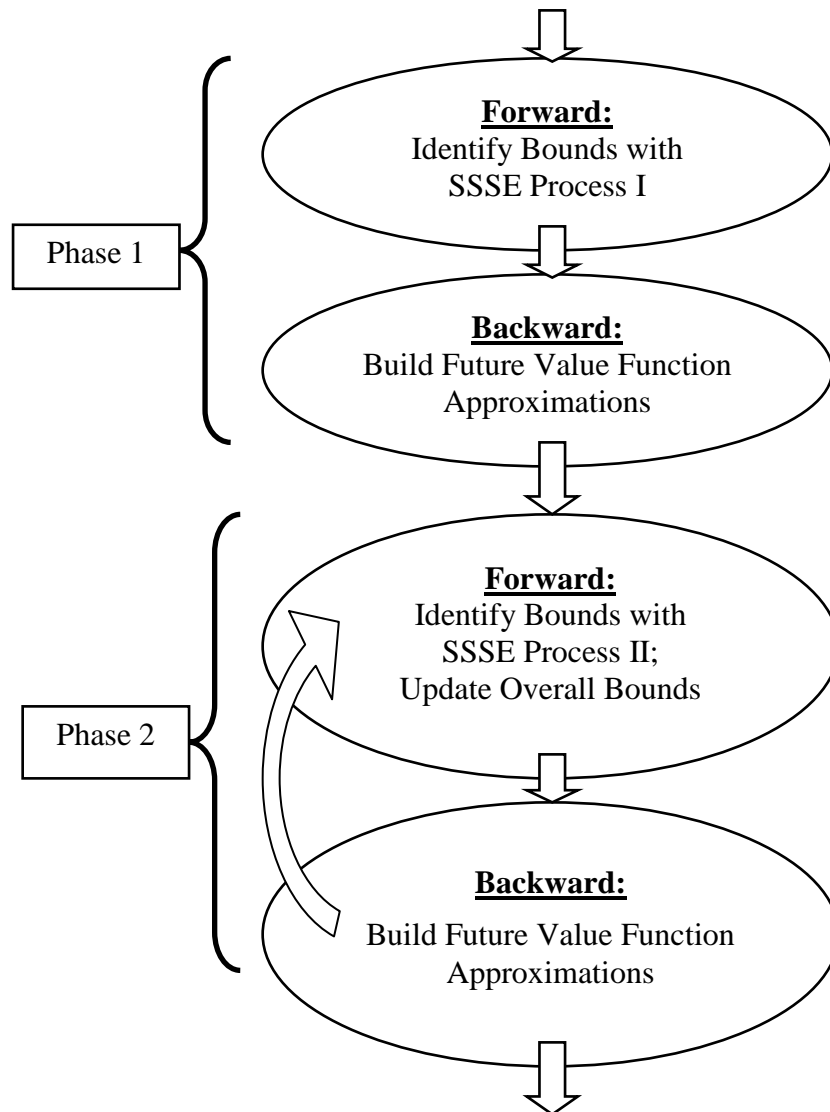 Forward:
Identify Bounds with
SSSE Process I
Phase 1
Backward:
Build Future Value Function
Approximations
Forward:
Identify Bounds with
SSSE Process II;
Update Overall Bounds
Phase 2
Backward:
Build Future Value Function
Approximations